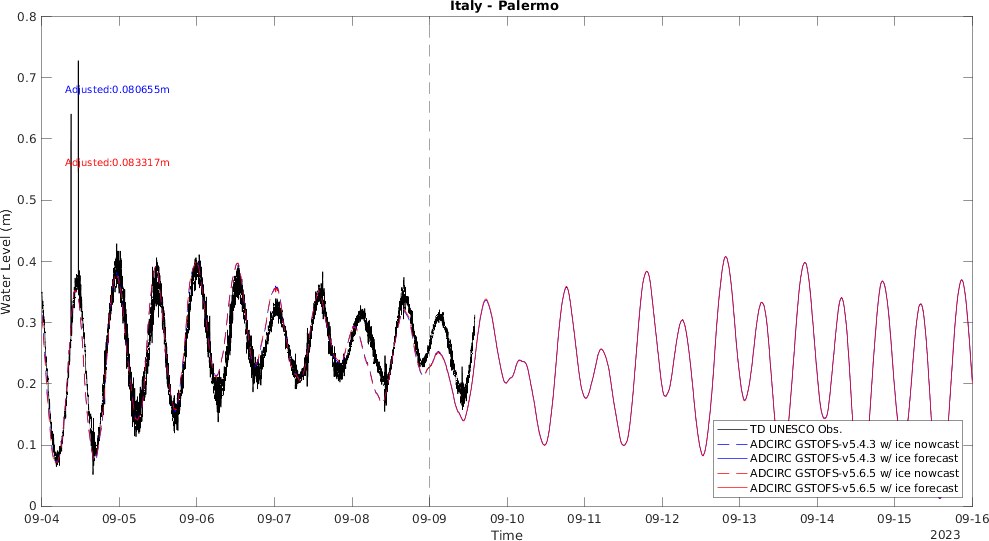 Italy - Palermo
0.8
0.7
Adjusted:0.080655m
0.6
Adjusted:0.083317m
0.5
0.4
0.3
0.2
0.1
0
Water Level (m)
TD UNESCO Obs.
ADCIRC GSTOFS-v5.4.3 w/ ice nowcast
ADCIRC GSTOFS-v5.4.3 w/ ice forecast
ADCIRC GSTOFS-v5.6.5 w/ ice nowcast
ADCIRC GSTOFS-v5.6.5 w/ ice forecast
09-04 09-05 09-06 09-07 09-08 09-09 09-10 09-11 09-12 09-13 09-14 09-15 09-16
Time
2023